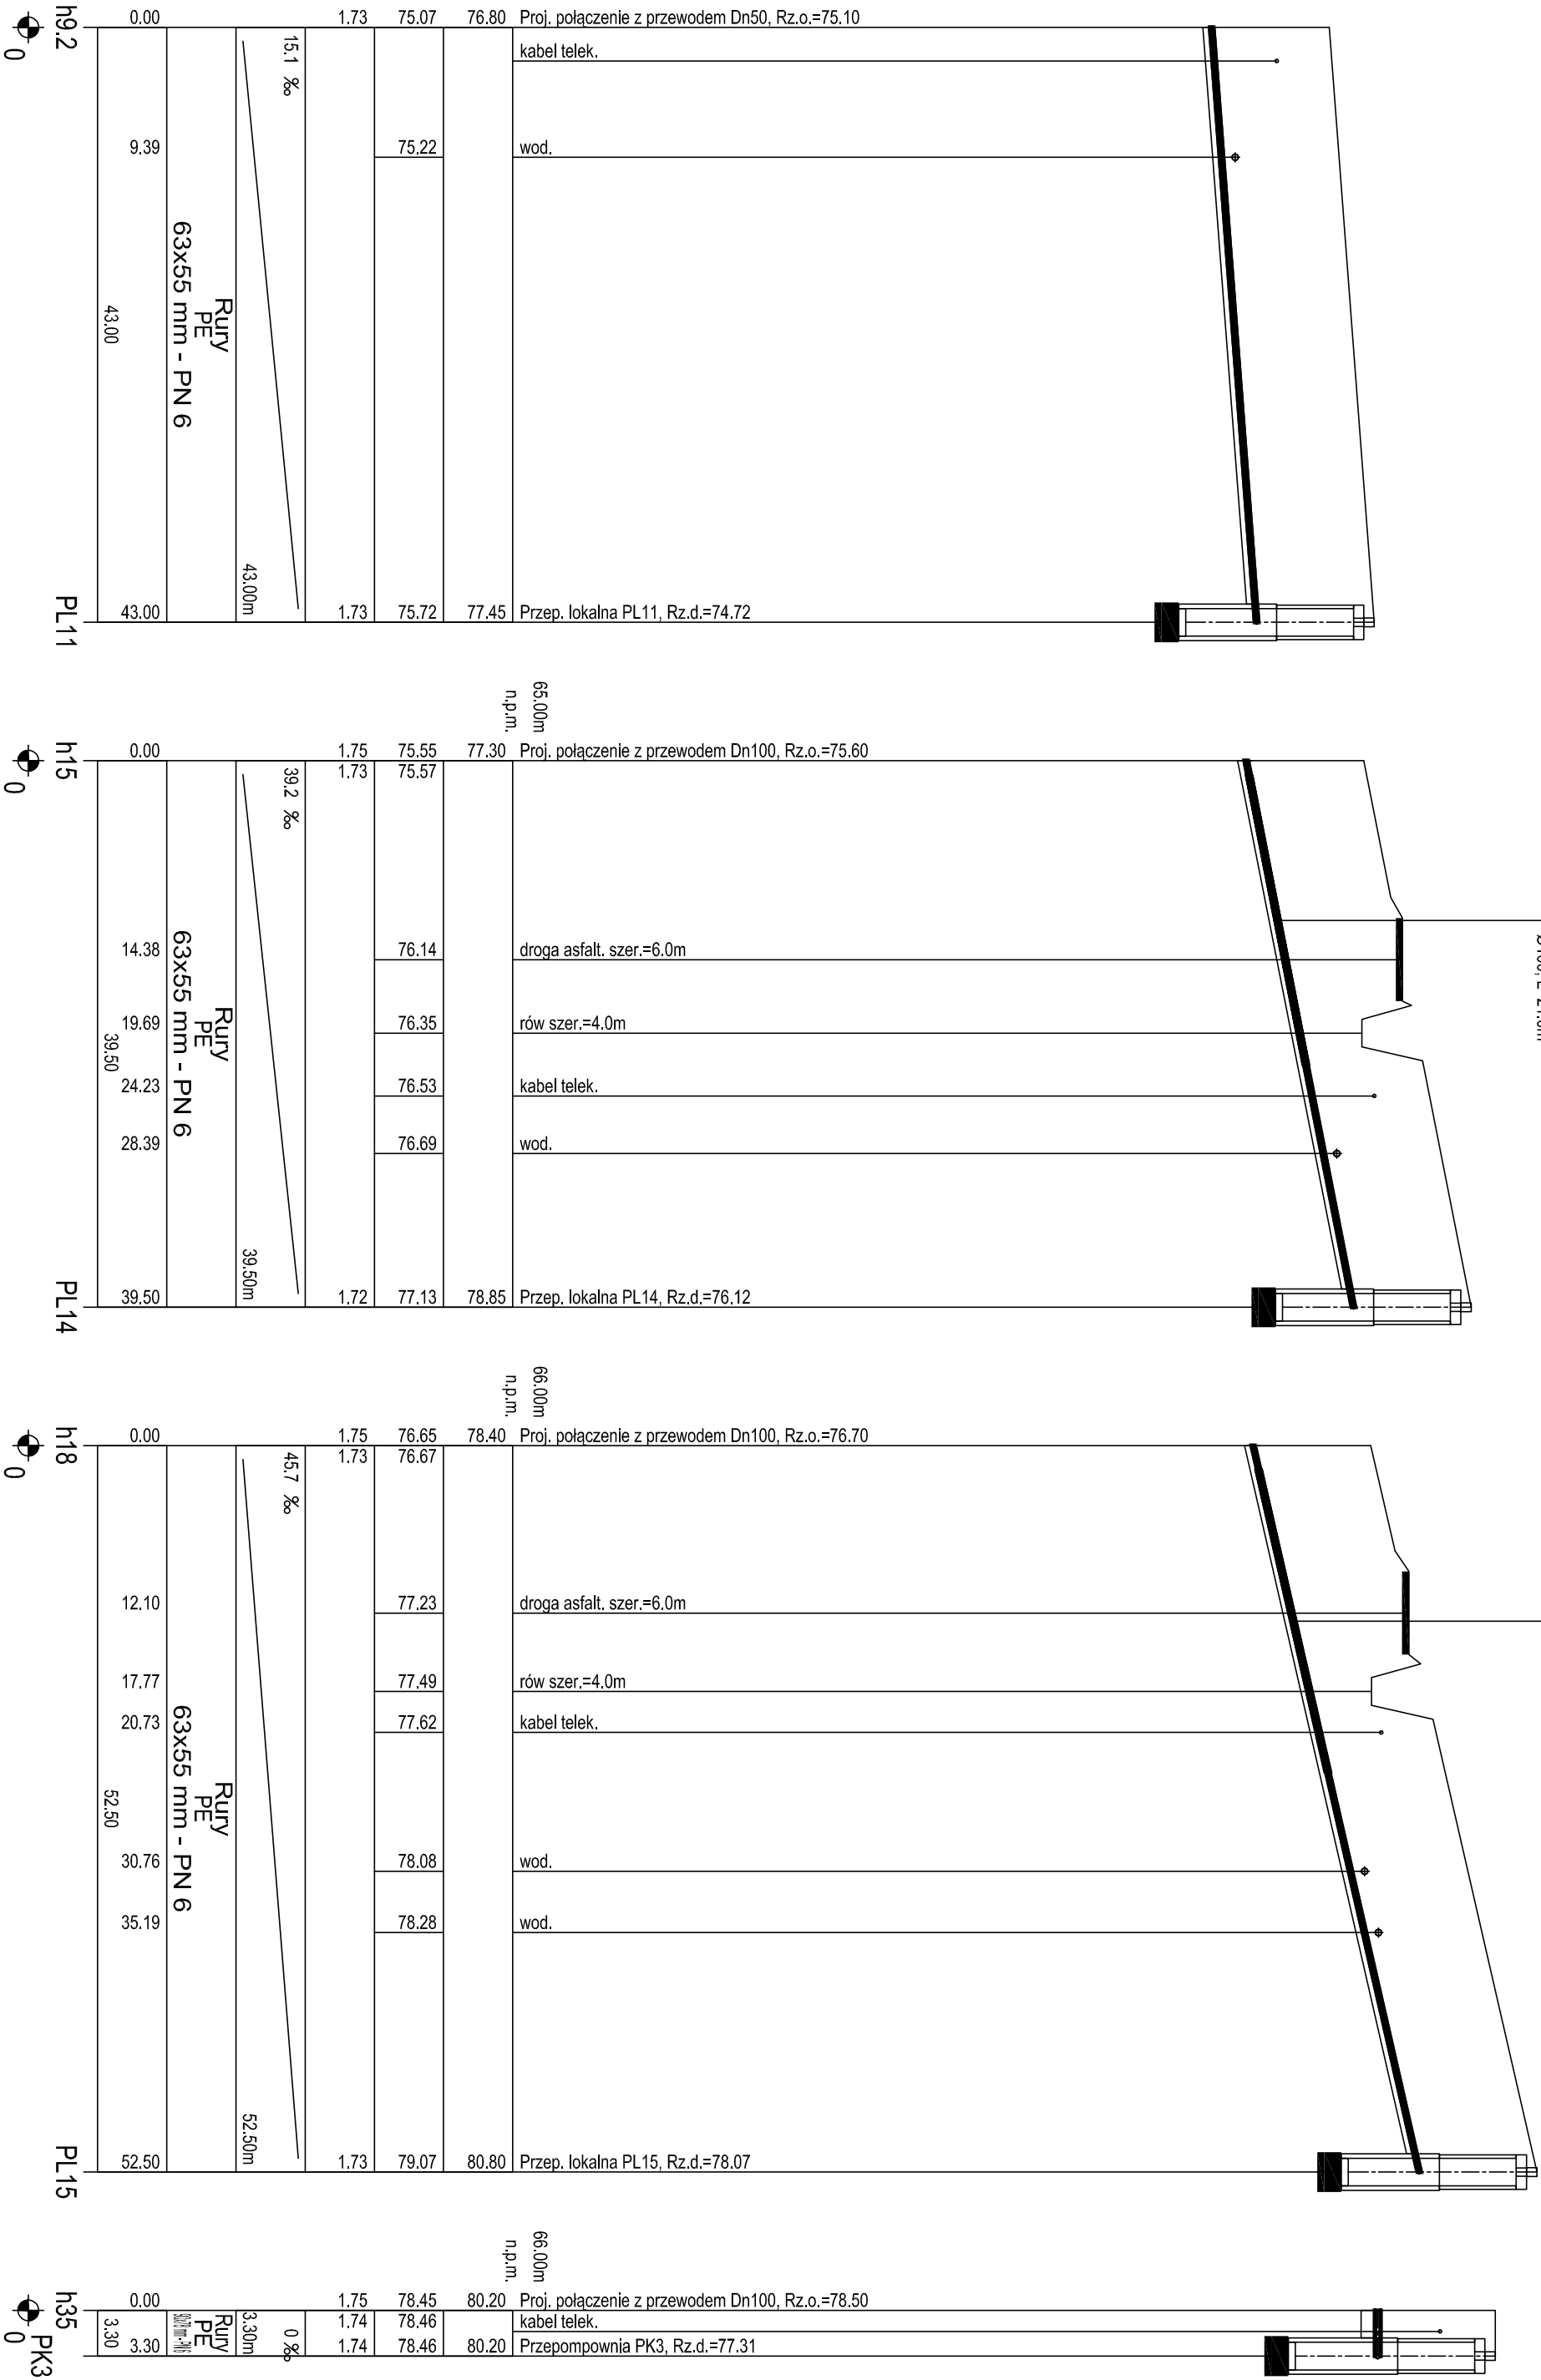 0.00
1.73 75.07 76.80 Proj. połączenie z przewodem Dn50, Rz.o.=75.10
kabel telek.
15.1 ‰
9.39 75.22 wod.
Rury
PE
63x55 mm - PN 6
43.00
43.00m
43.00 1.73 75.72 77.45 Przep. lokalna PL11, Rz.d.=74.72
h9.2
0
PL11
65.00m
n.p.m.
0.00 1.75 75.55 77.30 Proj. połączenie z przewodem Dn100, Rz.o.=75.60
1.73 75.57
39.2 ‰
14.38 76.14 droga asfalt. szer.=6.0m
19.69 76.35 rów szer.=4.0m
24.23 76.53 kabel telek.
28.39 76.69 wod.
Rury
PE
63x55 mm - PN 6
39.50
39.50m
39.50 1.72 77.13 78.85 Przep. lokalna PL14, Rz.d.=76.12
h15
0
PL14
66.00m
n.p.m.
0.00 1.75 76.65 78.40 Proj. połączenie z przewodem Dn100, Rz.o.=76.70
1.73 76.67
45.7 ‰
12.10 77.23 droga asfalt. szer.=6.0m
17.77 77.49 rów szer.=4.0m
20.73 77.62 kabel telek.
30.76 78.08 wod.
35.19 78.28 wod.
Rury
PE
63x55 mm - PN 6
52.50
52.50m
52.50 1.73 79.07 80.80 Przep. lokalna PL15, Rz.d.=78.07
h18
0
PL15
66.00m
n.p.m.
0.00 1.75 78.45 80.20 Proj. połączenie z przewodem Dn100, Rz.o.=78.50
1.74 78.46 kabel telek.
3.30 1.74 78.46 80.20 Przepompownia PK3, Rz.d.=77.31
0 ‰
3.30m
Rury
PE
3.30
h35
0
PK3